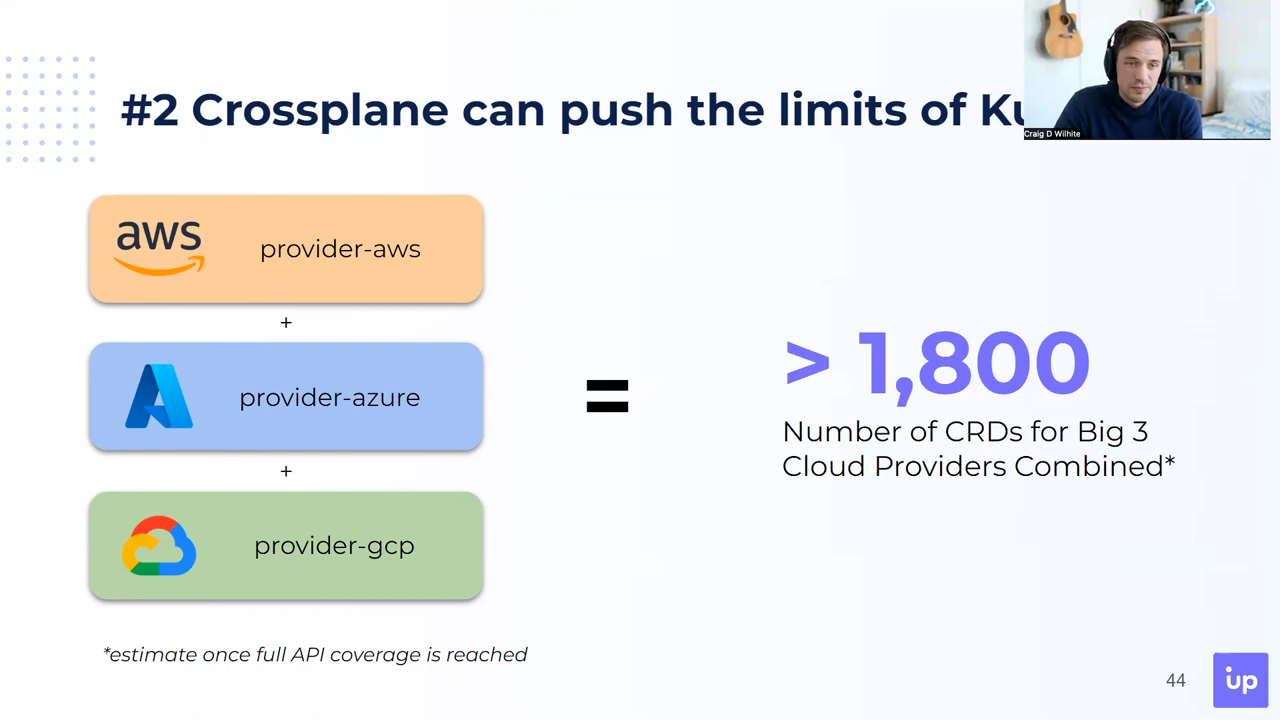 #2 Crossplane can push the limits of
Craig D Wilhite
aws
provider-aws
+
provider-azure
+
provider-gcp
=
> 1,800
Number of CRDs for Big 3
Cloud Providers Combined*
*estimate once full API coverage is reached
44
up